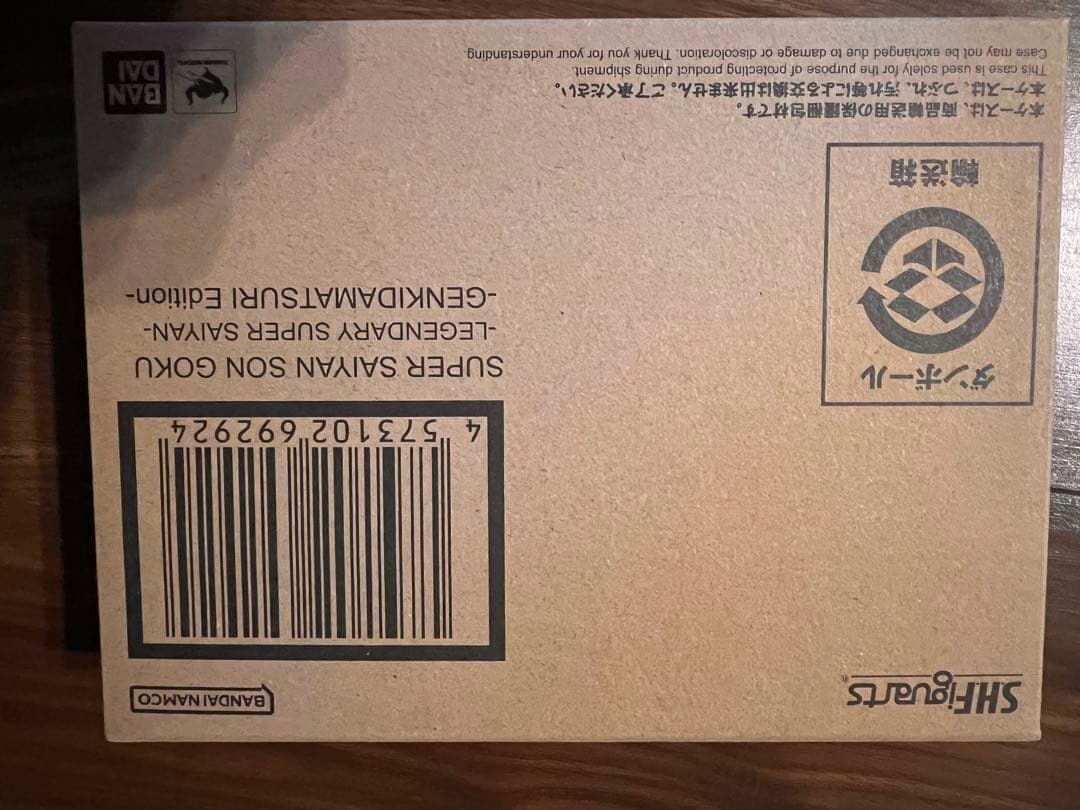 BANDAI NAMCO
S.H.Figuarts®
4 573102 692924
SUPER SAIYAN SON GOKU
-LEGENDARY SUPER SAIYAN-
-GENKIDAMATSURI Edition-
ダンボール
輸送箱
本ケースは、商品輸送用の保護梱包材です。
本ケースは、つぶれ、汚れ等による交換は出来ません。ご了承ください。
This case is used solely for the purpose of protecting product during shipment.
Case may not be exchanged due to damage or discoloration. Thank you for your understanding.
BAN
DAI